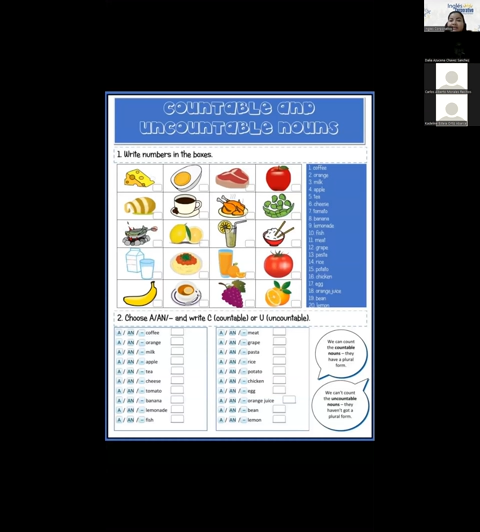 COUNTABLE AND
UNCOUNTABLE NOUNS
1. Write numbers in the boxes.
1. coffee
2. orange
3. milk
4. apple
5. tea
6. cheese
7. tomato
8. banana
9. lemonade
10. fish
11. meat
12. grape
13. pasta
14. rice
15. potato
16. chicken
17. egg
18. orange juice
19. bean
20. lemon
2. Choose A/AN/- and write C (countable) or U (uncountable).
A / AN / - coffee
A / AN / - orange
A / AN / - milk
A / AN / - apple
A / AN / - tea
A / AN / - cheese
A / AN / - tomato
A / AN / - banana
A / AN / - lemonade
A / AN / - fish
A / AN / - meat
A / AN / - grape
A / AN / - pasta
A / AN / - rice
A / AN / - potato
A / AN / - chicken
A / AN / - egg
A / AN / - orange juice
A / AN / - bean
A / AN / - lemon
We can count
the countable
nouns – they
have a plural
form.
We can't count
the uncountable
nouns – they
haven't got a
plural form.